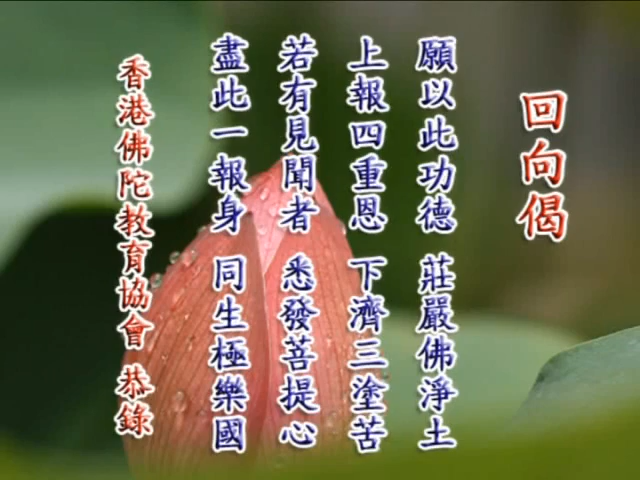 回向偈
願以此功德 莊嚴佛淨土
上報四重恩 下濟三塗苦
若有見聞者 悉發菩提心
盡此一報身 同生極樂國
香港佛陀教育協會 恭錄